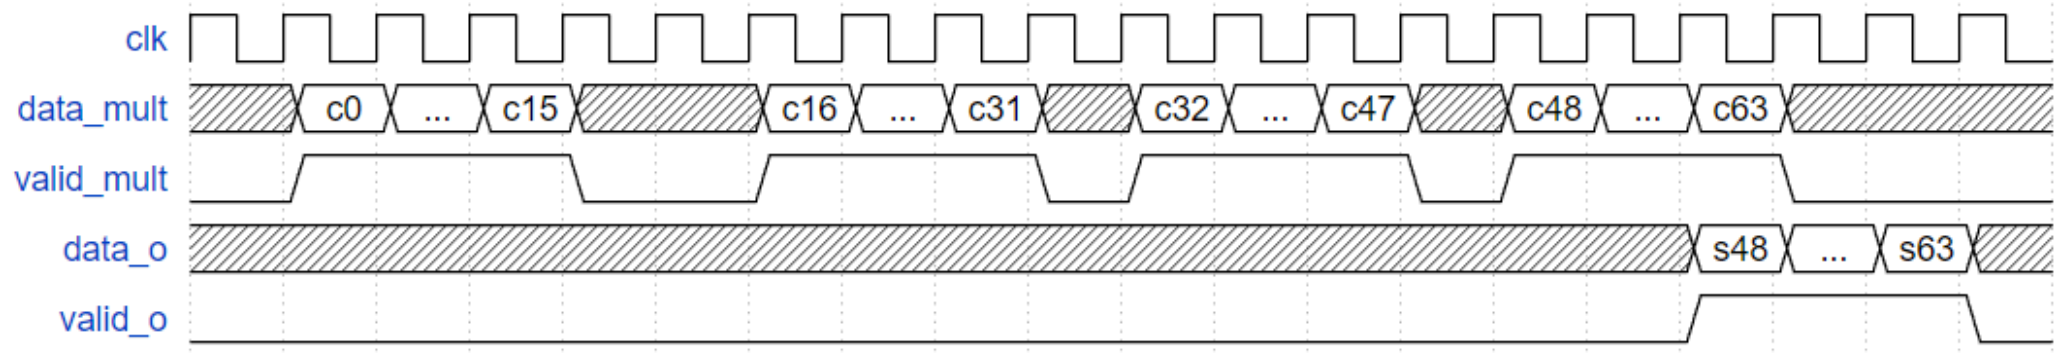 clk
data_mult c0 ... c15 c16 ... c31 c32 ... c47 c48 ... c63
valid_mult
data_o s48 ... s63
valid_o